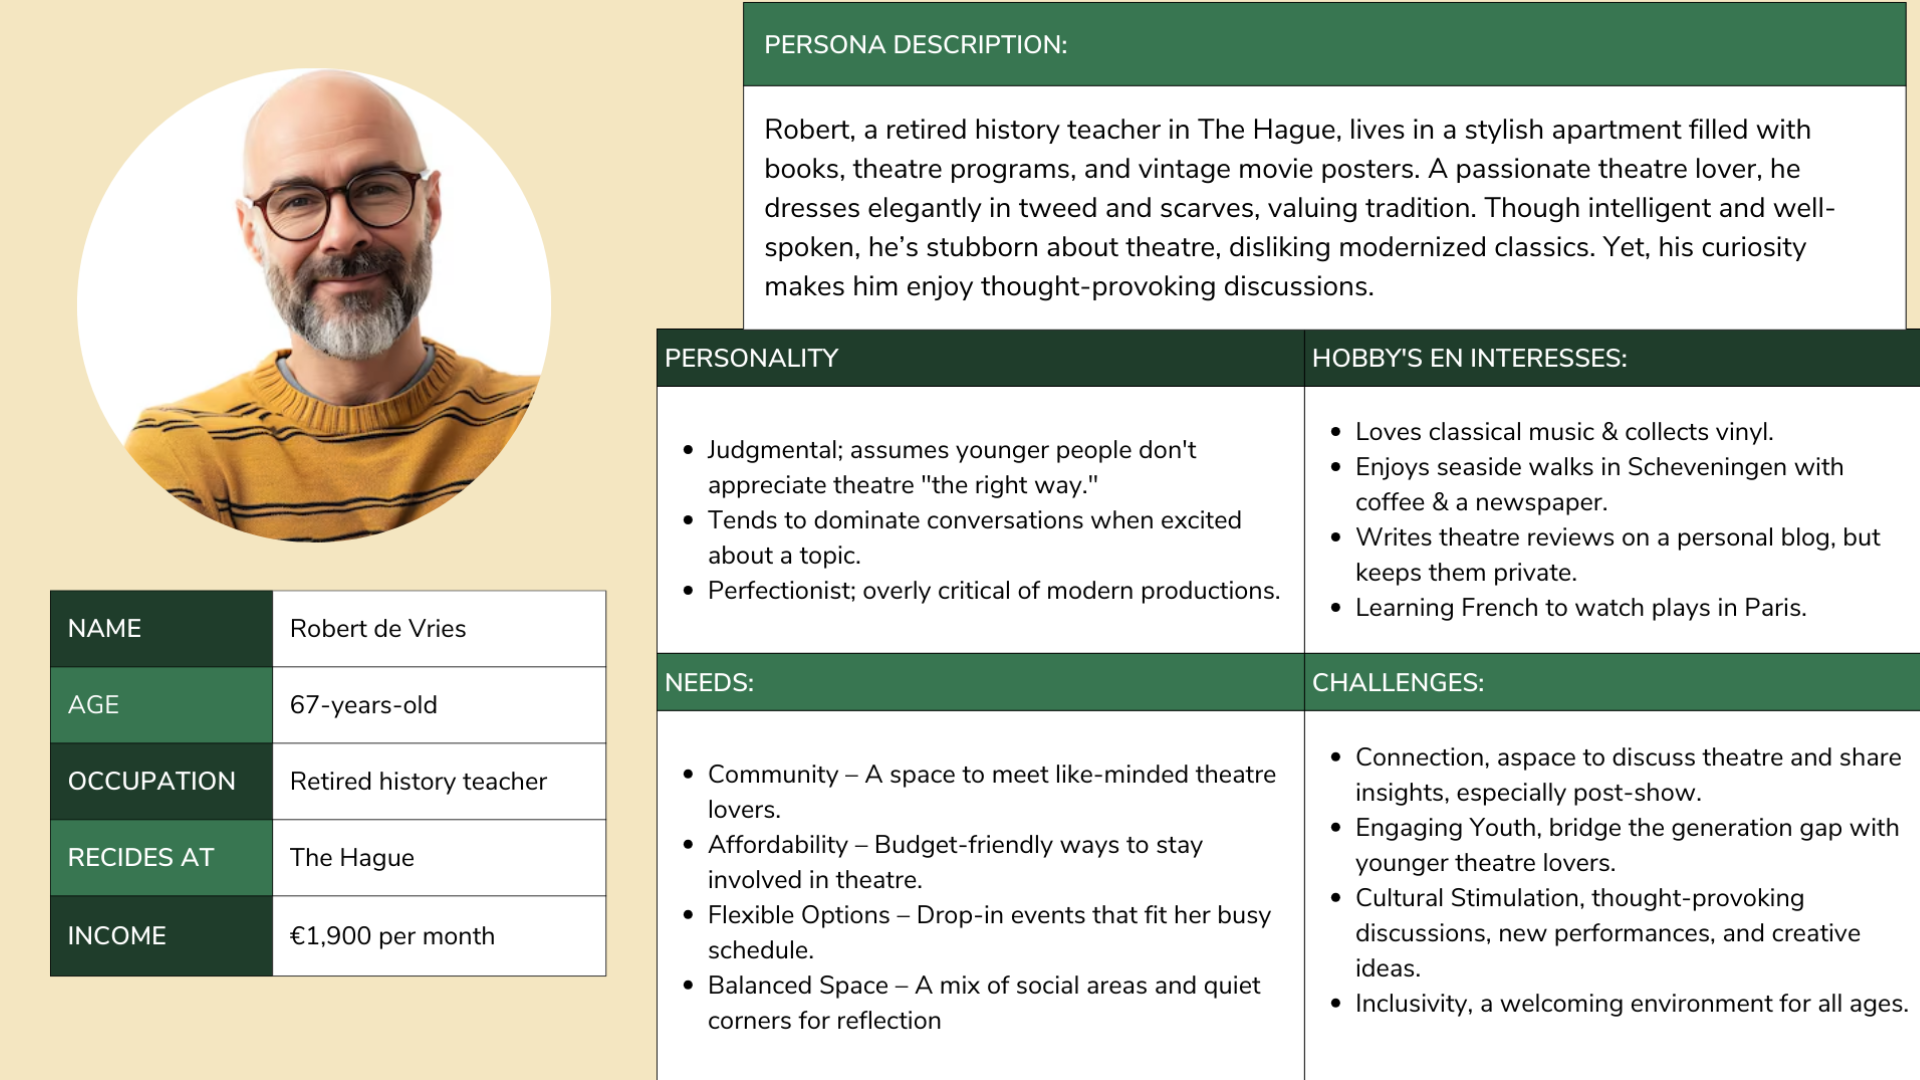 PERSONA DESCRIPTION:
Robert, a retired history teacher in The Hague, lives in a stylish apartment filled with
books, theatre programs, and vintage movie posters. A passionate theatre lover, he
dresses elegantly in tweed and scarves, valuing tradition. Though intelligent and well-
spoken, he’s stubborn about theatre, disliking modernized classics. Yet, his curiosity
makes him enjoy thought-provoking discussions.
NAME
Robert de Vries
AGE
67-years-old
OCCUPATION
Retired history teacher
RECIDES AT
The Hague
INCOME
€1,900 per month
PERSONALITY
• Judgmental; assumes younger people don't
appreciate theatre "the right way."
• Tends to dominate conversations when excited
about a topic.
• Perfectionist; overly critical of modern productions.
HOBBY'S EN INTERESSES:
• Loves classical music & collects vinyl.
• Enjoys seaside walks in Scheveningen with
coffee & a newspaper.
• Writes theatre reviews on a personal blog, but
keeps them private.
• Learning French to watch plays in Paris.
NEEDS:
• Community – A space to meet like-minded theatre
lovers.
• Affordability – Budget-friendly ways to stay
involved in theatre.
• Flexible Options – Drop-in events that fit her busy
schedule.
• Balanced Space – A mix of social areas and quiet
corners for reflection
CHALLENGES:
• Connection, aspace to discuss theatre and share
insights, especially post-show.
• Engaging Youth, bridge the generation gap with
younger theatre lovers.
• Cultural Stimulation, thought-provoking
discussions, new performances, and creative
ideas.
• Inclusivity, a welcoming environment for all ages.